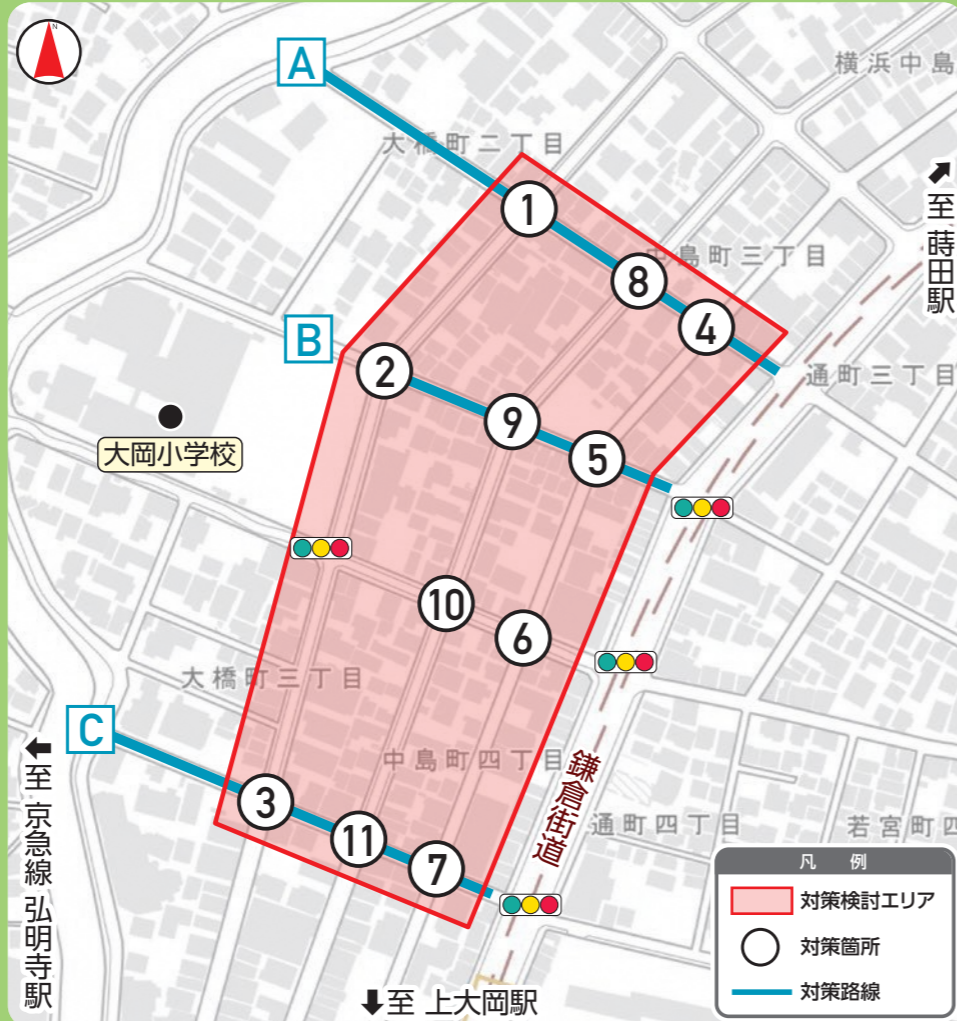 N
A
横浜中島
大橋町二丁目
至 蒔田駅
1
8
中島町三丁目
4
B
2
通町三丁目
9
5
大岡小学校
10
6
大橋町三丁目
C
中島町四丁目
鎌倉街道
至 京急線 弘明寺駅
3
11
7
通町四丁目
若宮町四
凡 例
対策検討エリア
対策箇所
対策路線
至 上大岡駅